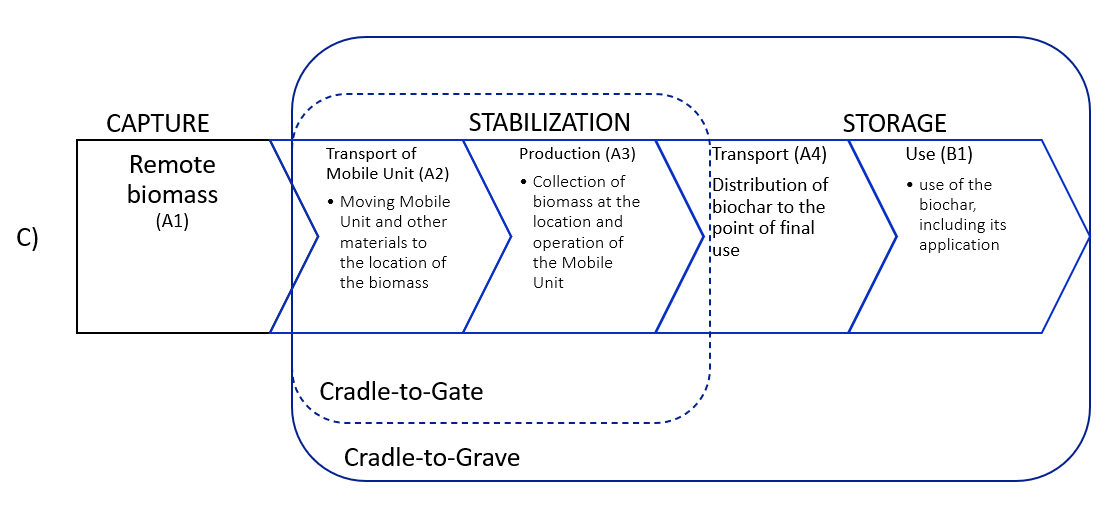 C)
CAPTURE
Remote
biomass
(A1)
STABILIZATION
Transport of
Mobile Unit (A2)
• Moving Mobile
Unit and other
materials to
the location of
the biomass
Production (A3)
• Collection of
biomass at the
location and
operation of
the Mobile
Unit
STORAGE
Transport (A4)
Distribution of
biochar to the
point of final
use
Use (B1)
• use of the
biochar,
including its
application
Cradle-to-Gate
Cradle-to-Grave